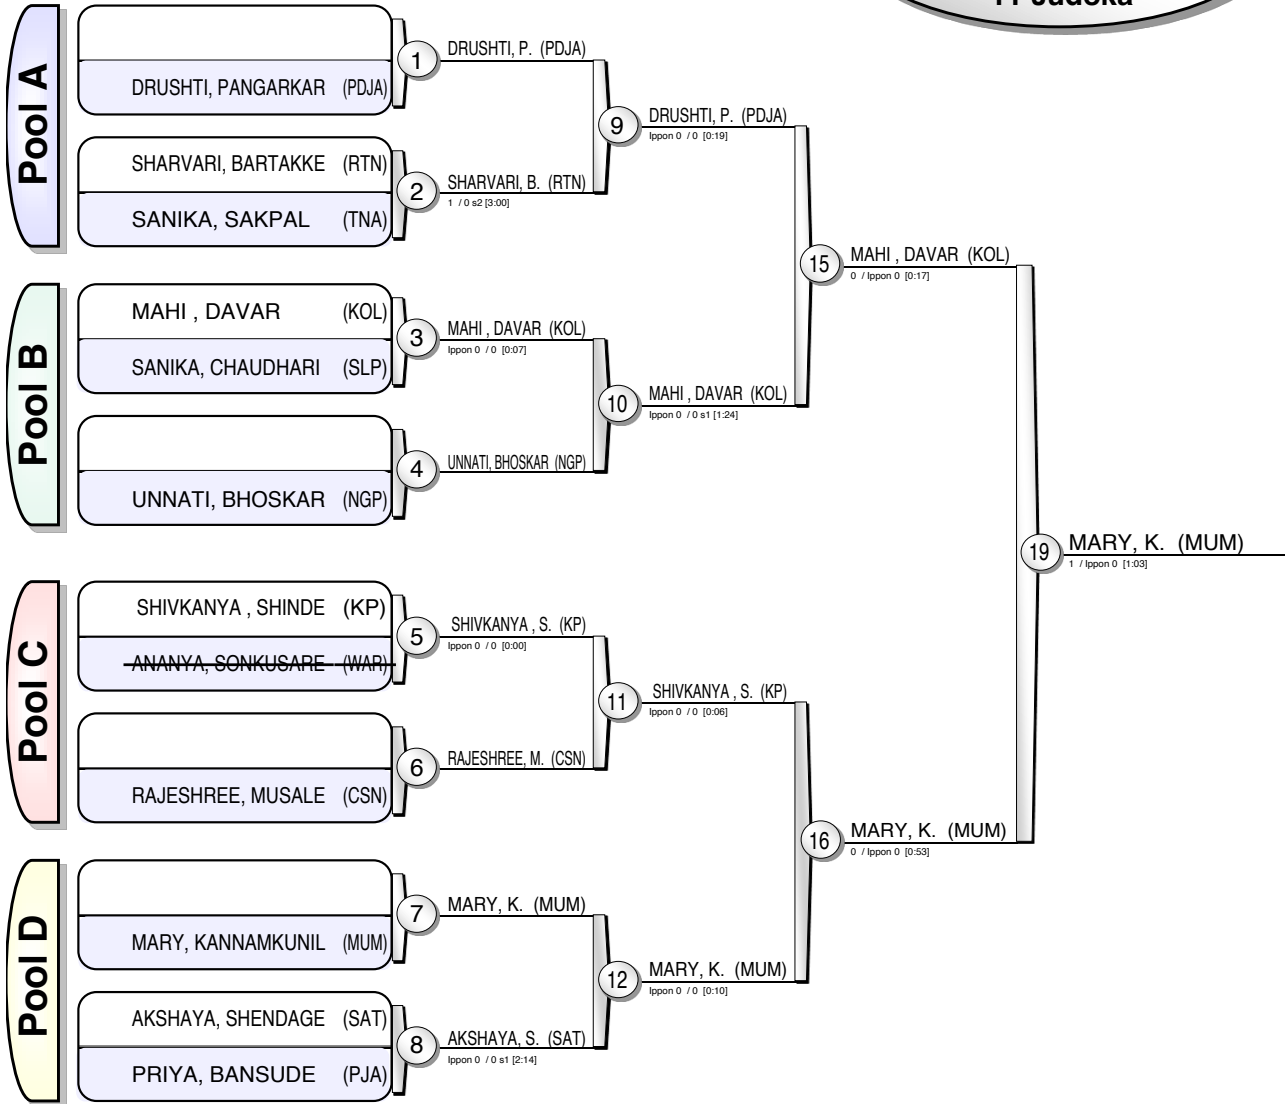 11 Judoka
Pool A
DRUSHTI, PANGARKAR (PDJA)
SHARVARI, BARTAKKE (RTN)
SANIKA, SAKPAL (TNA)
Pool B
MAHI , DAVAR (KOL)
SANIKA, CHAUDHARI (SLP)
UNNATI, BHOSKAR (NGP)
Pool C
SHIVKANYA , SHINDE (KP)
ANANYA, SONKUSARE (WAR)
RAJESHREE, MUSALE (CSN)
Pool D
MARY, KANNAMKUNIL (MUM)
AKSHAYA, SHENDAGE (SAT)
PRIYA, BANSUDE (PJA)
1 DRUSHTI, P. (PDJA)
2 SHARVARI, B. (RTN)
1 / 0 s2 [3:00]
3 MAHI , DAVAR (KOL)
Ippon 0 / 0 [0:07]
4 UNNATI, BHOSKAR (NGP)
5 SHIVKANYA , S. (KP)
Ippon 0 / 0 [0:00]
6 RAJESHREE, M. (CSN)
7 MARY, K. (MUM)
8 AKSHAYA, S. (SAT)
Ippon 0 / 0 s1 [2:14]
9 DRUSHTI, P. (PDJA)
Ippon 0 / 0 [0:19]
10 MAHI , DAVAR (KOL)
Ippon 0 / 0 s1 [1:24]
11 SHIVKANYA , S. (KP)
Ippon 0 / 0 [0:06]
12 MARY, K. (MUM)
Ippon 0 / 0 [0:10]
15 MAHI , DAVAR (KOL)
0 / Ippon 0 [0:17]
16 MARY, K. (MUM)
0 / Ippon 0 [0:53]
19 MARY, K. (MUM)
1 / Ippon 0 [1:03]